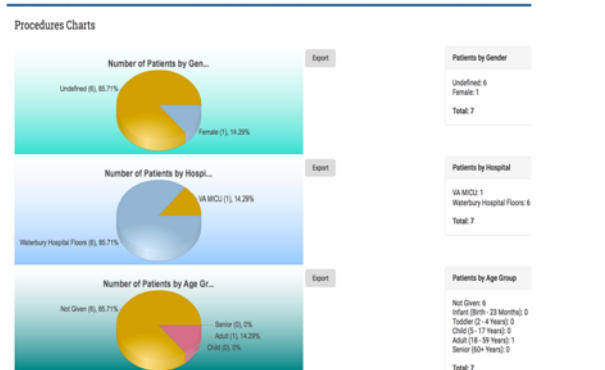 Procedures Charts
Number of Patients by Gen...
Undefined (6), 85.71%
Female (1), 14.29%
Export
Patients by Gender
Undefined: 6
Female: 1
Total: 7
Number of Patients by Hospi...
VA MICU (1), 14.29%
Waterbury Hospital Floors (6), 85.71%
Export
Patients by Hospital
VA MICU: 1
Waterbury Hospital Floors: 6
Total: 7
Number of Patients by Age Gr...
Not Given (6), 85.71%
Senior (0), 0%
Adult (1), 14.29%
Child (0), 0%
Export
Patients by Age Group
Not Given: 6
Infant (Birth - 23 Months): 0
Toddler (2 - 4 Years): 0
Child (5 - 17 Years): 0
Adult (18 - 59 Years): 1
Senior (60+ Years): 0
Total: 7